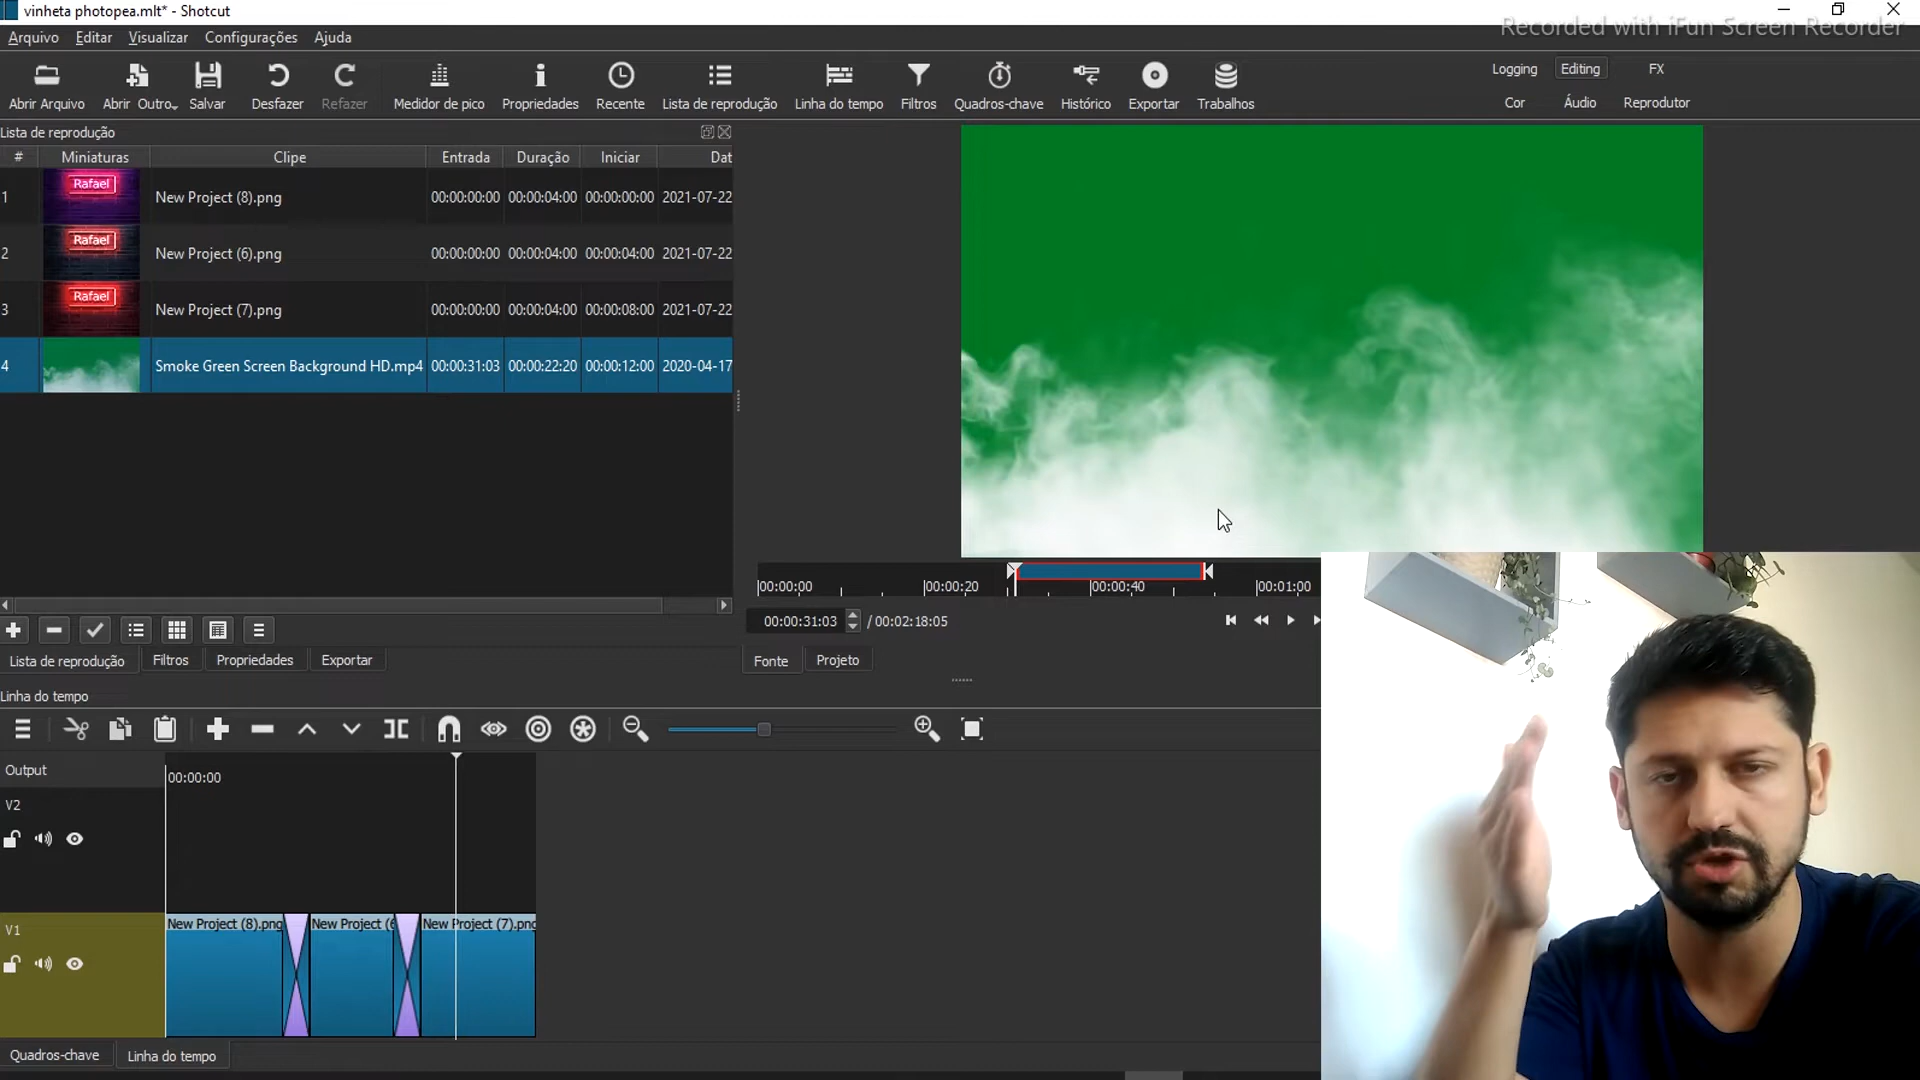 vinheta photopea.mlt* - Shotcut
Recorded with iFun Screen Recorder
Arquivo Editar Visualizar Configurações Ajuda
Abrir Arquivo Abrir Outro... Salvar Desfazer Refazer Medidor de pico Propriedades Recente Lista de reprodução Linha do tempo Filtros Quadros-chave Histórico Exportar Trabalhos
Logging Editing FX
Cor Áudio Reprodutor
Lista de reprodução
# Miniaturas Clipe Entrada Duração Iniciar Dat
1 Rafael New Project (8).png 00:00:00:00 00:00:04:00 00:00:00:00 2021-07-22
2 Rafael New Project (6).png 00:00:00:00 00:00:04:00 00:00:04:00 2021-07-22
3 Rafael New Project (7).png 00:00:00:00 00:00:04:00 00:00:08:00 2021-07-22
4 Smoke Green Screen Background HD.mp4 00:00:31:03 00:00:22:20 00:00:12:00 2020-04-17
00:00:00 00:00:20 00:00:40 00:01:00
00:00:31:03 / 00:02:18:05
Lista de reprodução Filtros Propriedades Exportar
Fonte Projeto
Linha do tempo
Output
00:00:00
V2
V1
New Project (8).png New Project (6 New Project (7).png
Quadros-chave Linha do tempo